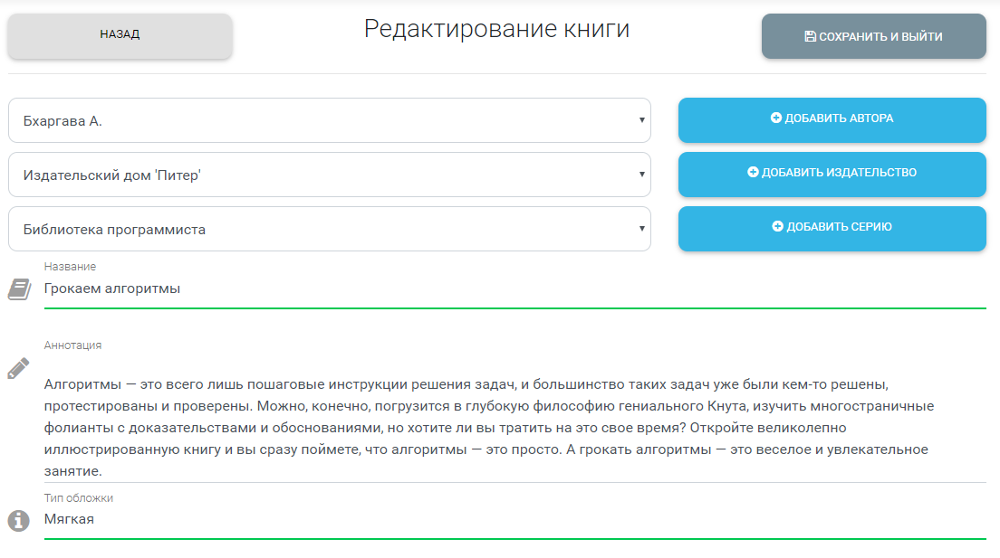 НАЗАД
Редактирование книги
СОХРАНИТЬ И ВЫЙТИ
Бхаргава А.
ДОБАВИТЬ АВТОРА
Издательский дом 'Питер'
ДОБАВИТЬ ИЗДАТЕЛЬСТВО
Библиотека программиста
ДОБАВИТЬ СЕРИЮ
Название
Грокаем алгоритмы
Аннотация
Алгоритмы — это всего лишь пошаговые инструкции решения задач, и большинство таких задач уже были кем-то решены,
протестированы и проверены. Можно, конечно, погрузится в глубокую философию гениального Кнута, изучить многостраничные
фолианты с доказательствами и обоснованиями, но хотите ли вы тратить на это свое время? Откройте великолепно
иллюстрированную книгу и вы сразу поймете, что алгоритмы — это просто. А грокать алгоритмы — это веселое и увлекательное
занятие.
Тип обложки
Мягкая